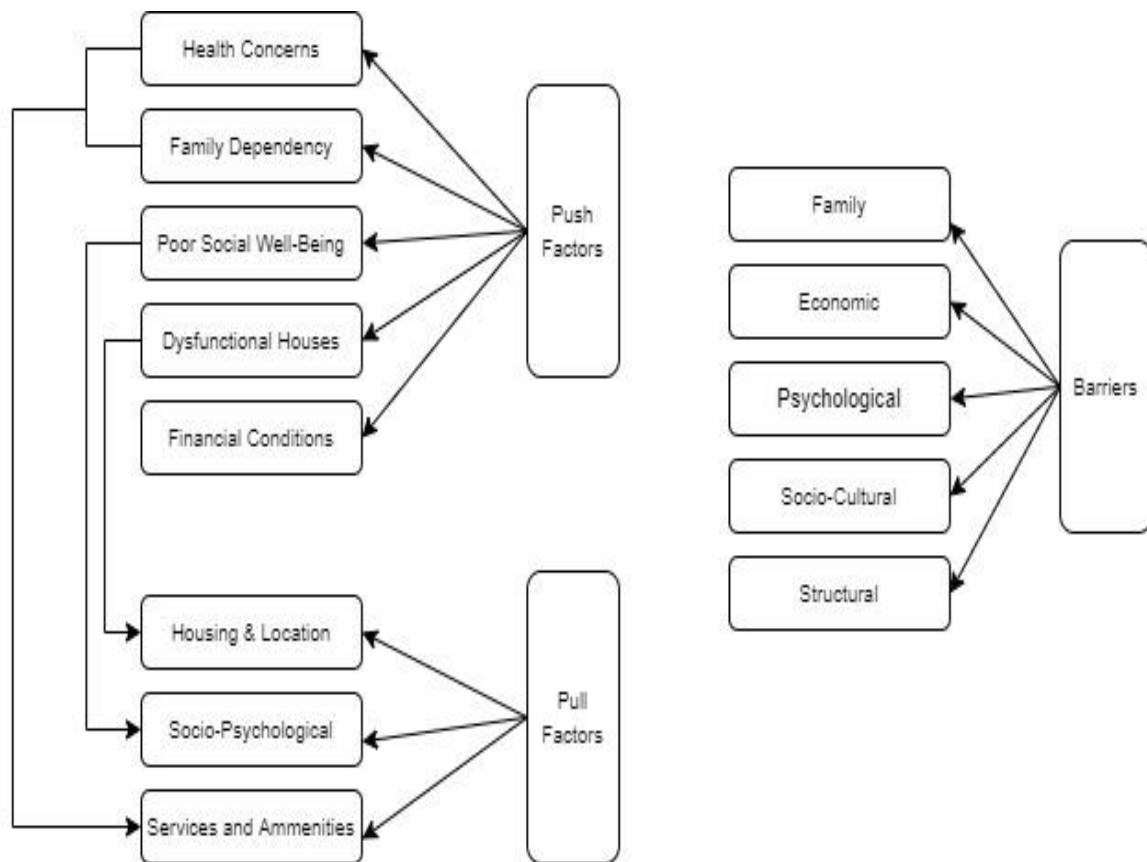 Health Concerns
Family Dependency
Poor Social Well-Being
Dysfunctional Houses
Financial Conditions
Push
Factors
Housing & Location
Socio-Psychological
Services and Ammenities
Pull
Factors
Family
Economic
Psychological
Socio-Cultural
Structural
Barriers